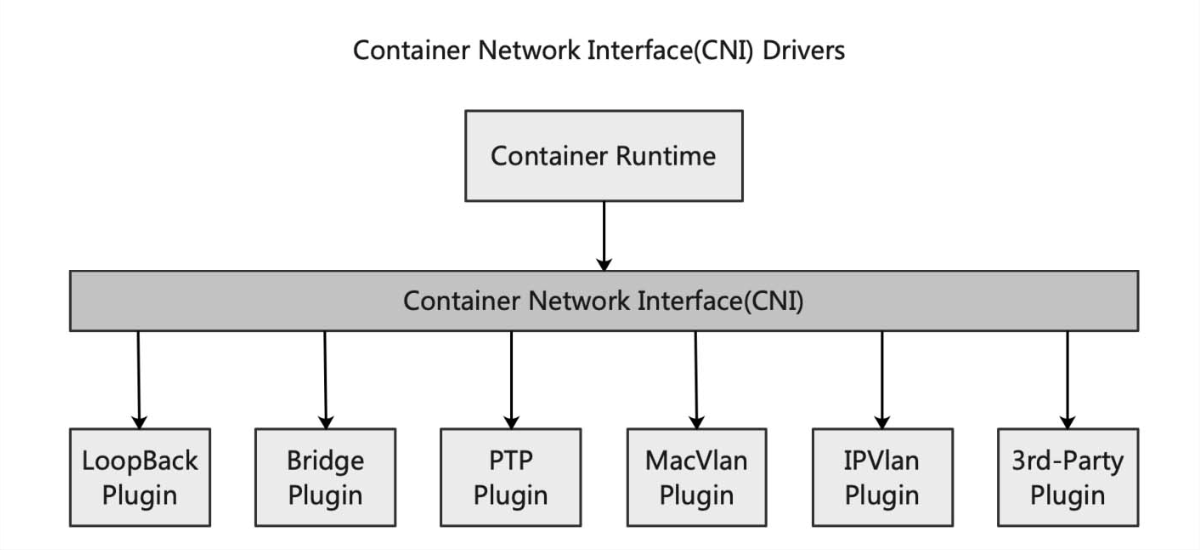 Container Network Interface(CNI) Drivers
Container Runtime
Container Network Interface(CNI)
LoopBack
Plugin
Bridge
Plugin
PTP
Plugin
MacVlan
Plugin
IPVlan
Plugin
3rd-Party
Plugin